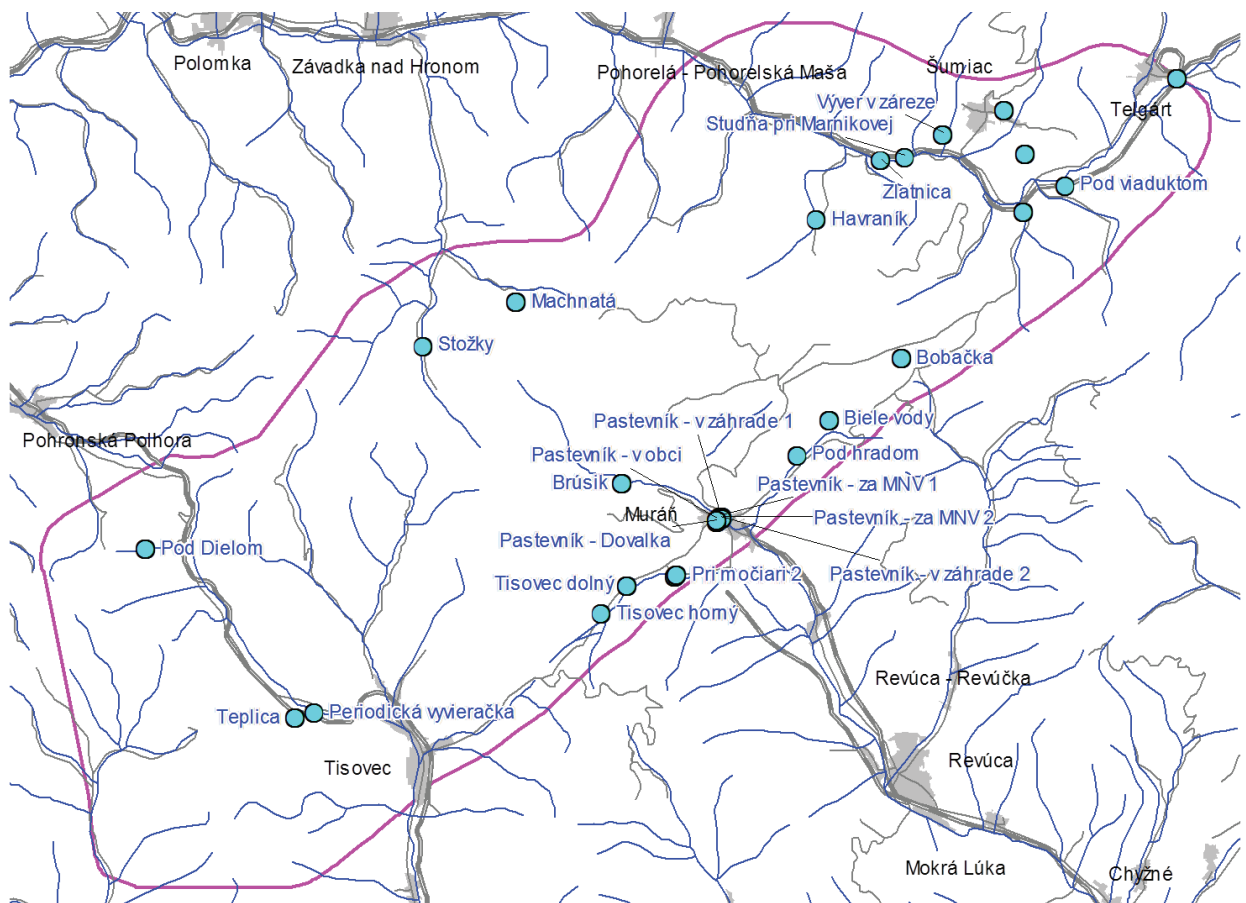 Polomka
Závadka nad Hronom
Pohorelá - Pohorelská Maša
Šumiac
Telgárt
Výver v záreze
Studňa pri Marnikovej
Zlatnica
Pod viaduktom
Havraník
Machnatá
Stožky
Bobačka
Pohronská Polhora
Pastevník - v záhrade 1
Biele vody
Pastevník - v obci
Pod hradom
Brúsik
Pastevník - za MNV 1
Muráň
Pastevník - za MNV 2
Pastevník - Dovalka
Pod Dielom
Pastevník - v záhrade 2
Pri močiari 2
Tisovec dolný
Tisovec horný
Revúca - Revúčka
Teplica
Periodická vyvieračka
Tisovec
Revúca
Mokrá Lúka
Chyžné